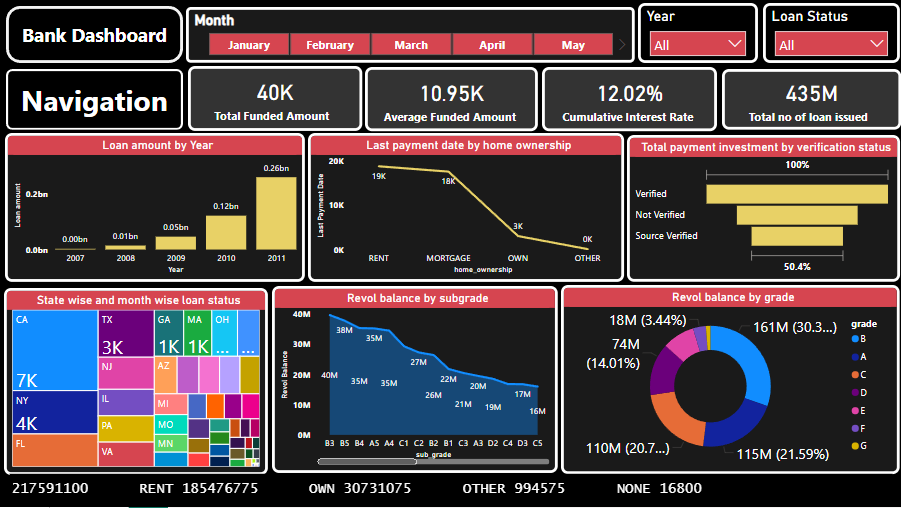 Bank Dashboard
Month
January February March April May
Year
All
Loan Status
All
Navigation
40K
Total Funded Amount
10.95K
Average Funded Amount
12.02%
Cumulative Interest Rate
435M
Total no of loan issued
Loan amount by Year
Loan amount
0.2bn
0.0bn
0.00bn
0.01bn
0.05bn
0.12bn
0.26bn
2007 2008 2009 2010 2011
Year
Last payment date by home ownership
Last Payment Date
20K
10K
0K
19K
18K
3K
0K
RENT MORTGAGE OWN OTHER
home_ownership
Total payment investment by verification status
100%
Verified
Not Verified
Source Verified
50.4%
State wise and month wise loan status
CA
7K
NY
4K
FL
TX
3K
NJ
IL
PA
VA
GA
1K
MA
1K
OH
...
...
AZ
MI
MO
MN
Revol balance by subgrade
Revol Balance
40M
30M
20M
10M
0M
40M
38M
35M
35M
35M
27M
26M
22M
21M
20M
19M
17M
16M
B3 B5 B4 A5 A4 C1 C2 B2 B1 C3 A3 D2 C4 D3 C5
sub_grade
Revol balance by grade
161M (30.3...)
115M (21.59%)
110M (20.7...)
74M
(14.01%)
18M (3.44%)
grade
B
A
C
D
E
F
G
217591100 RENT 185476775 OWN 30731075 OTHER 994575 NONE 16800